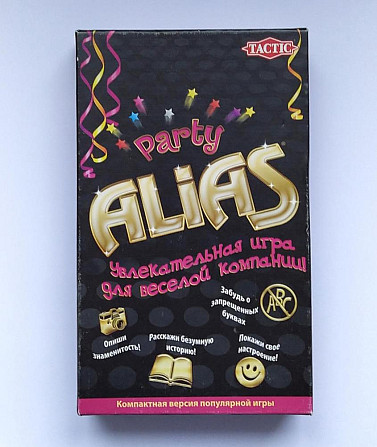 TACTIC
Party
ALiAS
Увлекательная игра
для веселой компании!
Забудь о
запрещенных
буквах
ABC
Опиши
знаменитость!
Расскажи безумную
историю!
Покажи своё
настроение!
Компактная версия популярной игры